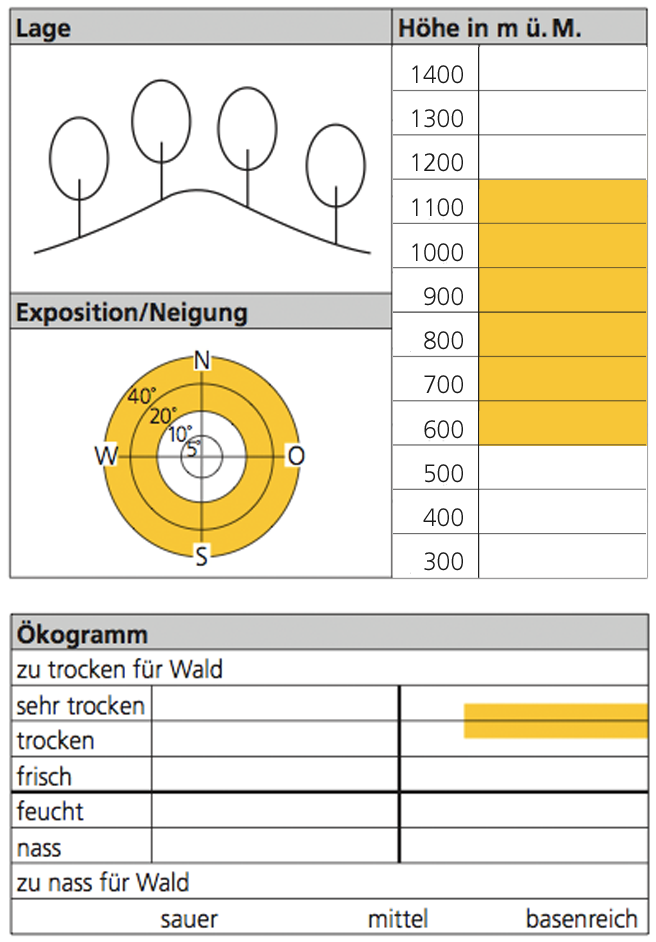 Lage
Höhe in m ü. M.
1400
1300
1200
1100
1000
900
800
700
600
500
400
300
Exposition/Neigung
N
40°
20°
10°
5°
W
O
S
Ökogramm
zu trocken für Wald
sehr trocken
trocken
frisch
feucht
nass
zu nass für Wald
sauer mittel basenreich